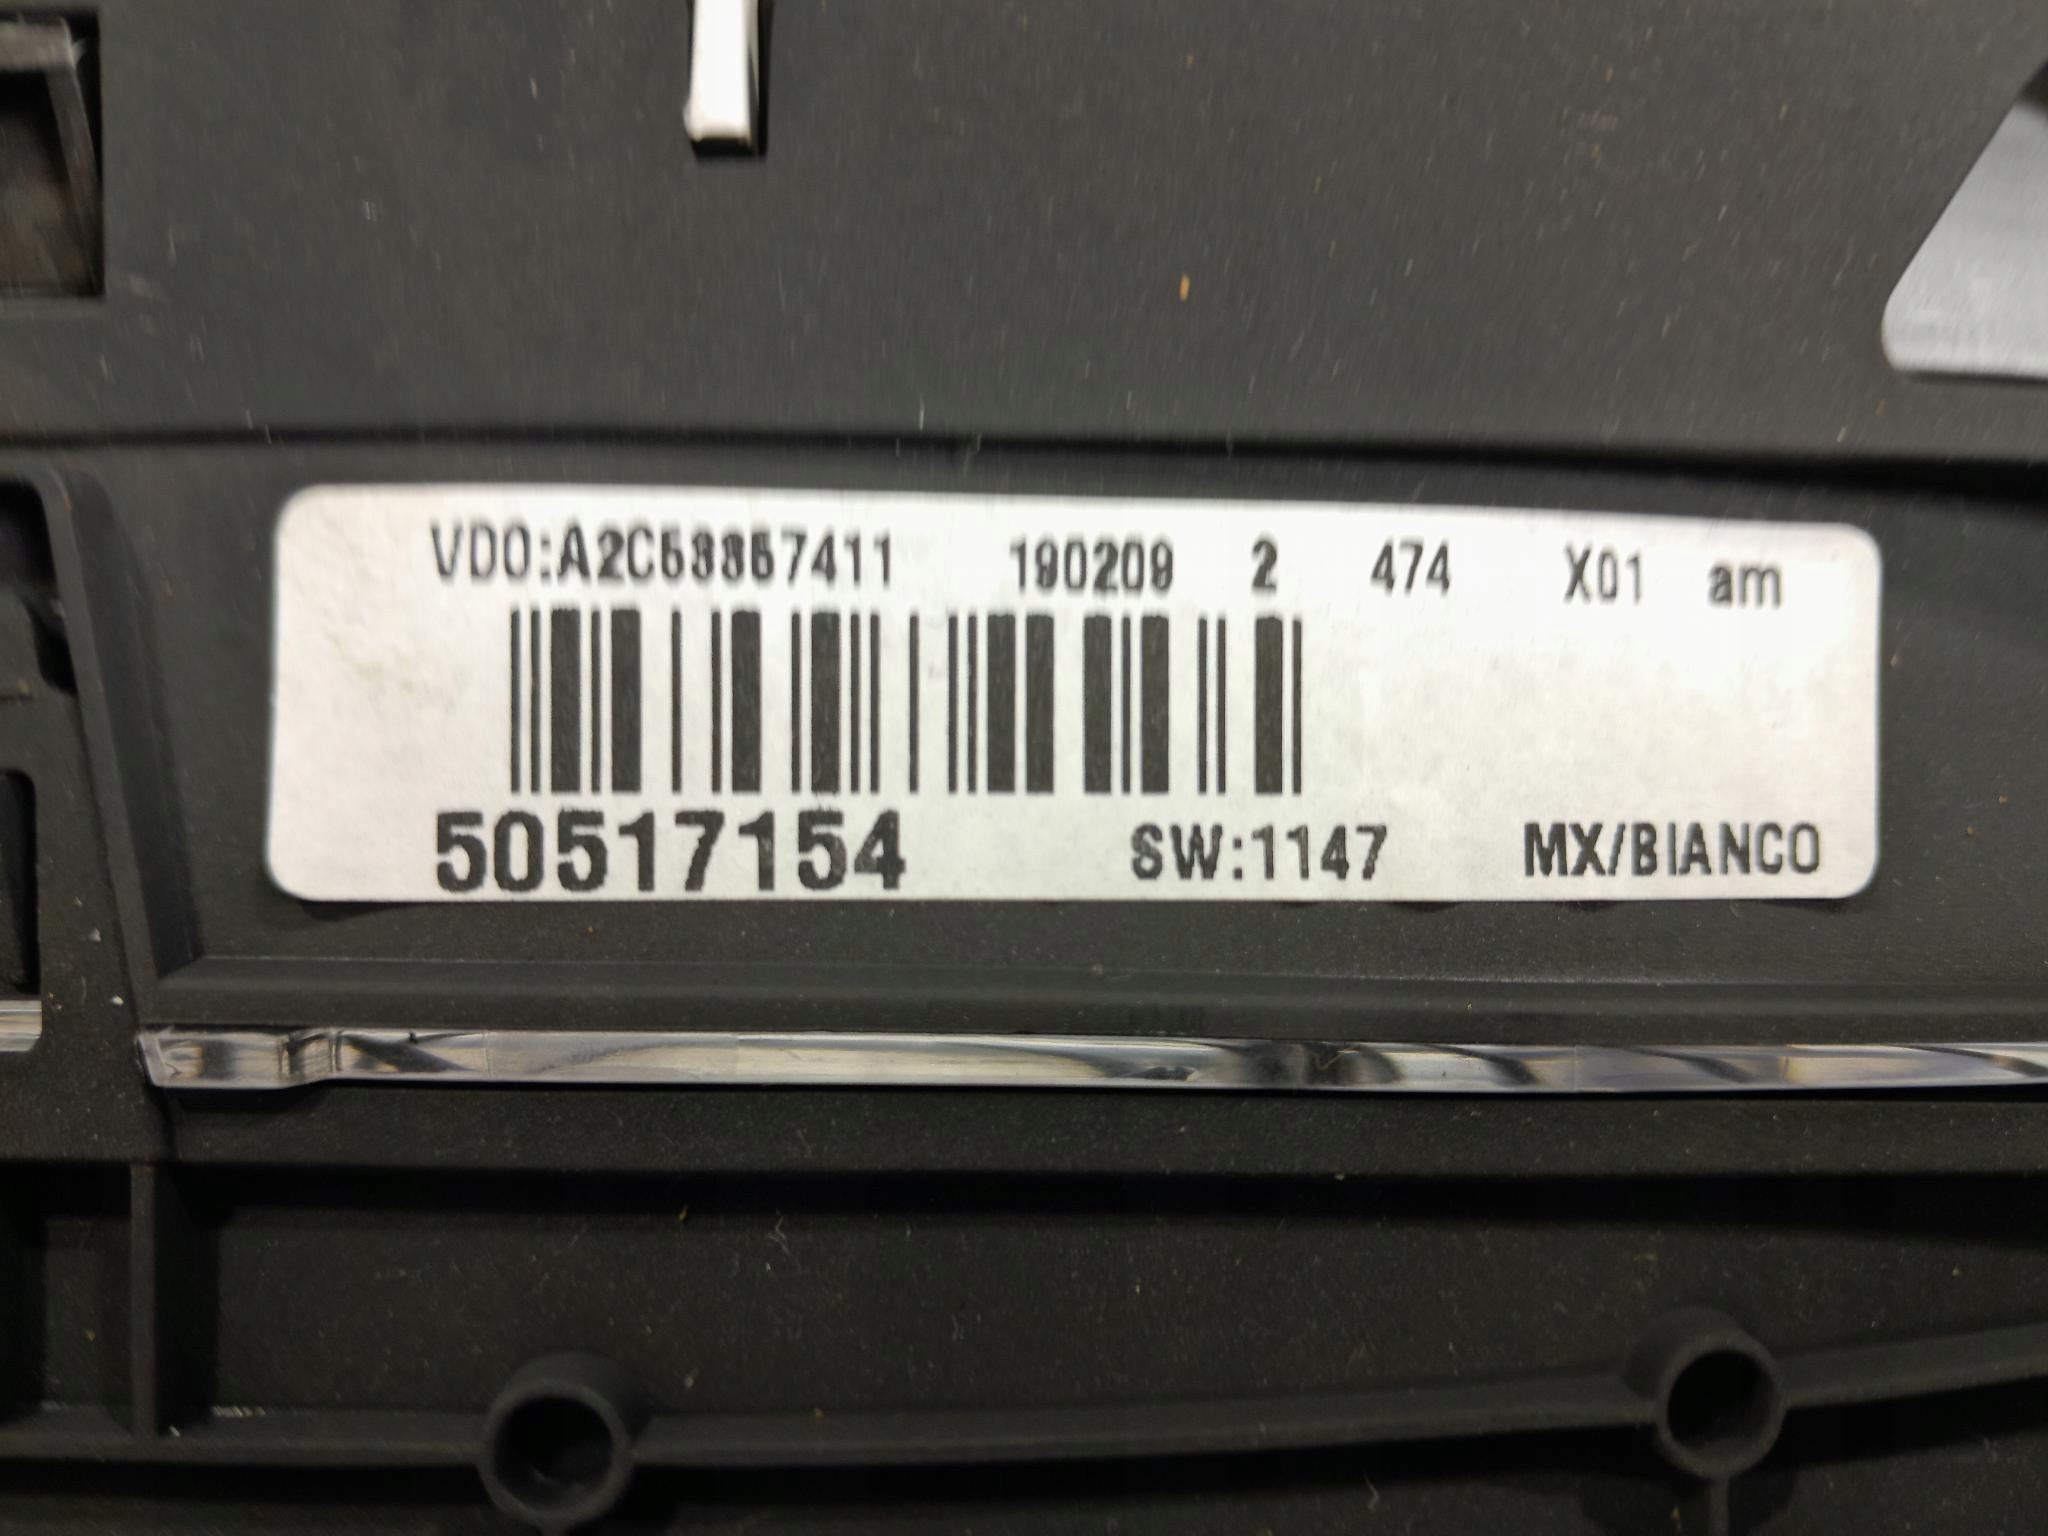 VDO:A2C53357411 190209 2 474 X01 am
50517154 SW:1147 MX/BIANCO